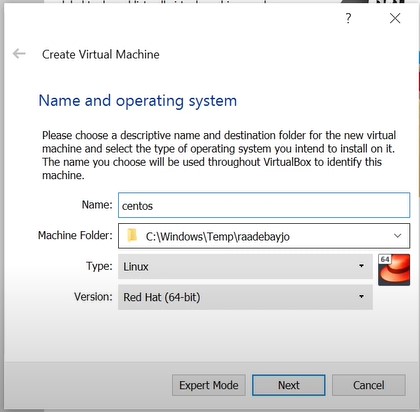 ?
Create Virtual Machine
Name and operating system
Please choose a descriptive name and destination folder for the new virtual
machine and select the type of operating system you intend to install on it.
The name you choose will be used throughout VirtualBox to identify this
machine.
Name: centos
Machine Folder: C:\Windows\Temp\raadebayjo
Type: Linux
64
Version: Red Hat (64-bit)
Expert Mode Next Cancel